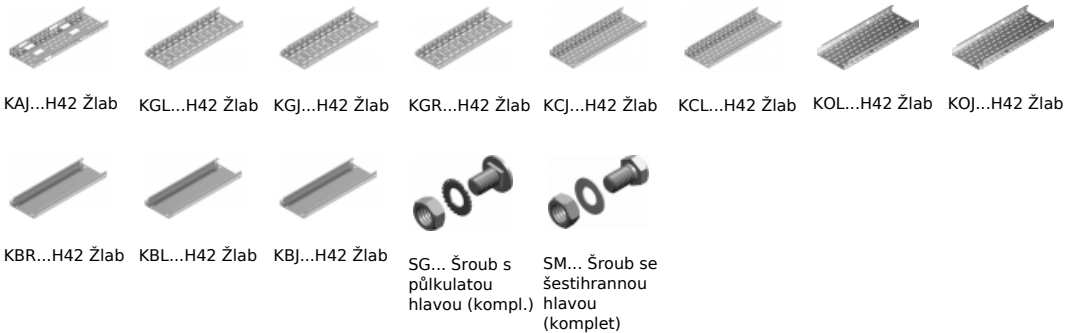 KAJ...H42 Žlab
KGL...H42 Žlab
KGJ...H42 Žlab
KGR...H42 Žlab
KCJ...H42 Žlab
KCL...H42 Žlab
KOL...H42 Žlab
KOJ...H42 Žlab
KBR...H42 Žlab
KBL...H42 Žlab
KBJ...H42 Žlab
SG... Šroub s
půlkulatou
hlavou (kompl.)
SM... Šroub se
šestihrannou
hlavou
(komplet)